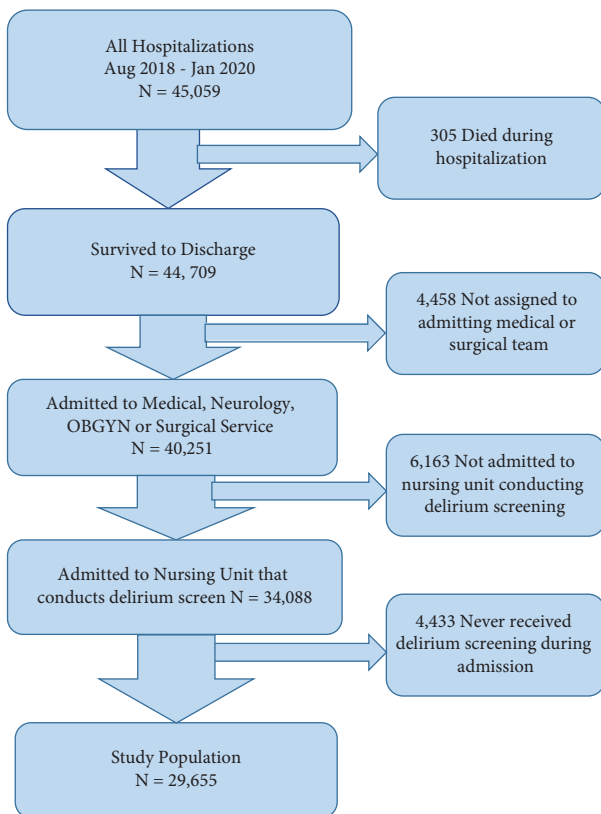 All Hospitalizations
Aug 2018 - Jan 2020
N = 45,059
305 Died during
hospitalization
Survived to Discharge
N = 44, 709
4,458 Not assigned to
admitting medical or
surgical team
Admitted to Medical, Neurology,
OBGYN or Surgical Service
N = 40,251
6,163 Not admitted to
nursing unit conducting
delirium screening
Admitted to Nursing Unit that
conducts delirium screen N = 34,088
4,433 Never received
delirium screening during
admission
Study Population
N = 29,655